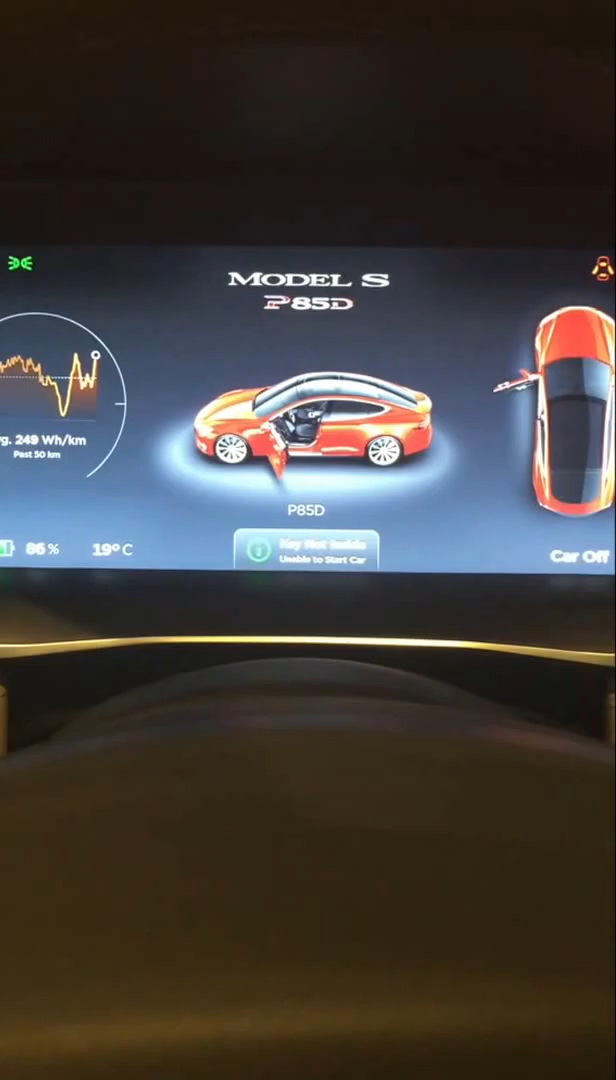 MODEL S
P85D
g. 249 Wh/km
Past 50 km
P85D
86 %
19°C
Key Not Inside
Unable to Start Car
Car Off